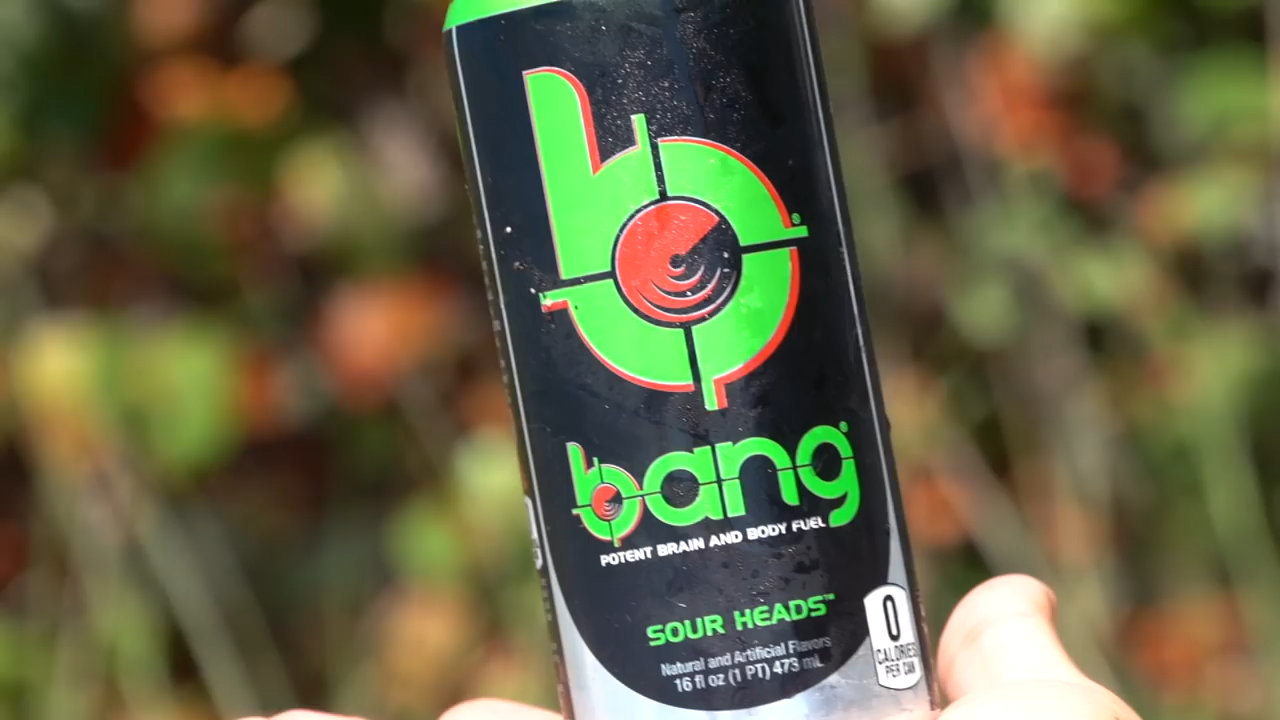 b®
bang®
POTENT BRAIN AND BODY FUEL
SOUR HEADS™
Natural and Artificial Flavors
16 fl oz (1 PT) 473 mL
0
CALORIES
PER CAN